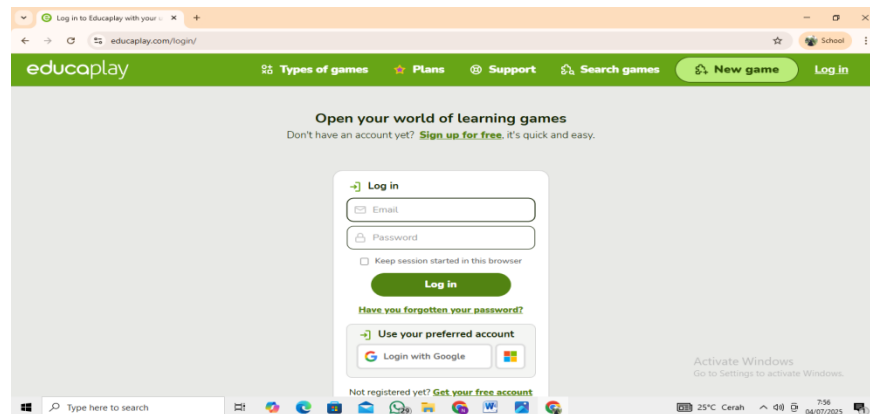 Log in to Educaplay with your u
educaplay.com/login/
School
educaplay
Types of games
Plans
Support
Search games
New game
Log in
Open your world of learning games
Don't have an account yet? Sign up for free, it's quick and easy.
Log in
Email
Password
Keep session started in this browser
Log in
Have you forgotten your password?
Use your preferred account
Login with Google
Not registered yet? Get your free account
Activate Windows
Go to Settings to activate Windows.
Type here to search
25°C Cerah
7:56
04/07/2025